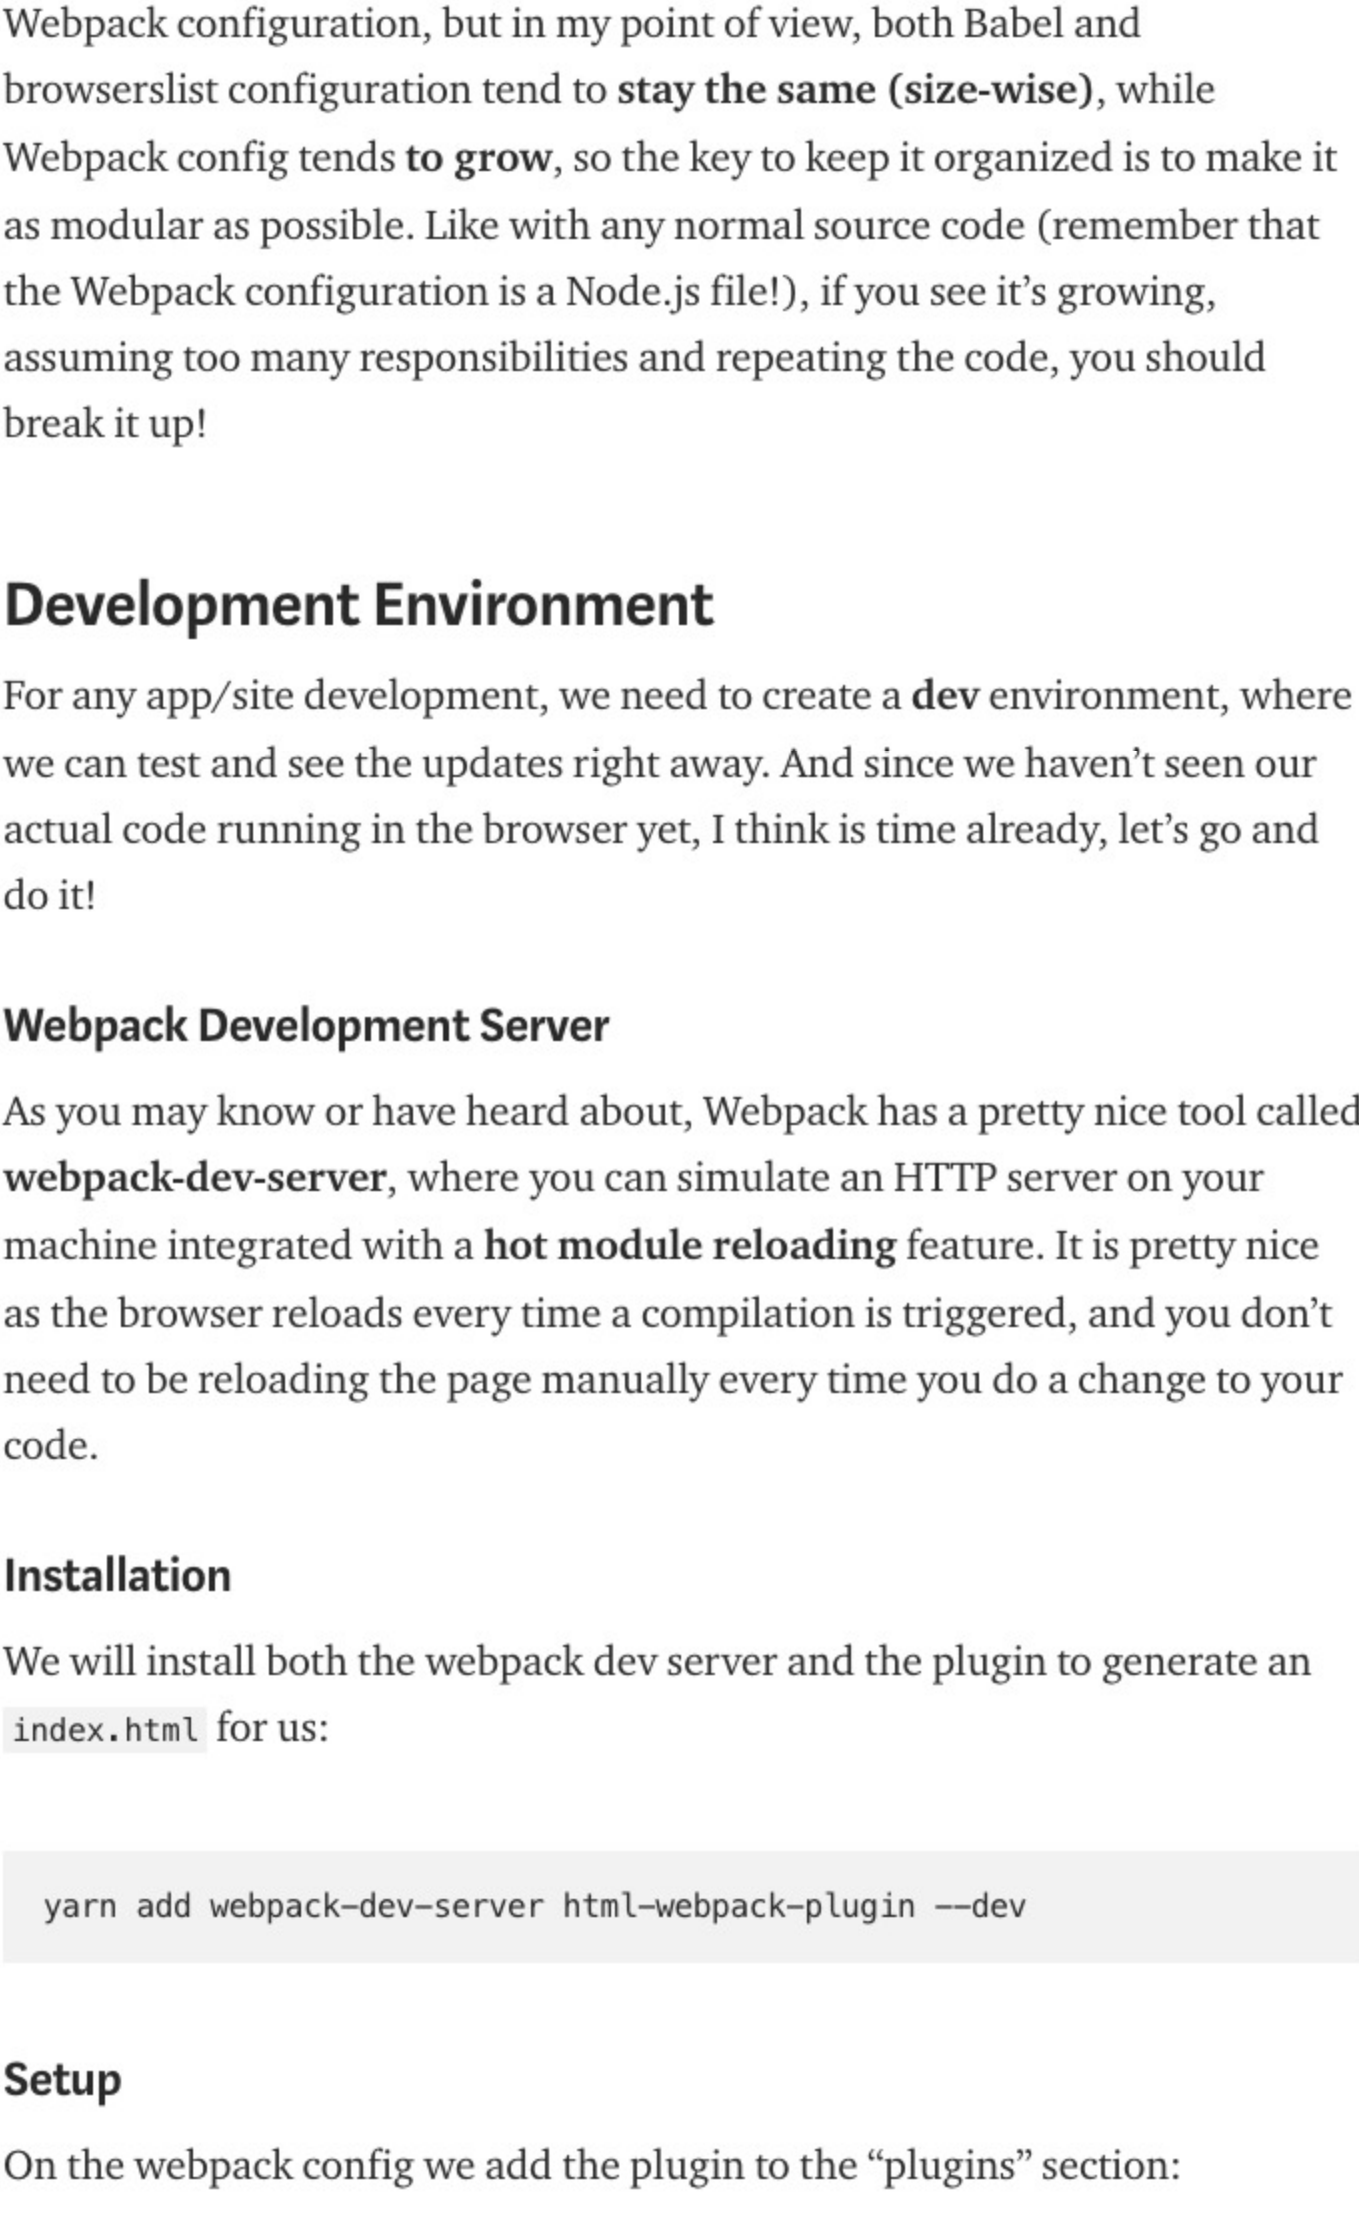 Webpack configuration, but in my point of view, both Babel and
browserslist configuration tend to stay the same (size-wise), while
Webpack config tends to grow, so the key to keep it organized is to make it
as modular as possible. Like with any normal source code (remember that
the Webpack configuration is a Node.js file!), if you see it’s growing,
assuming too many responsibilities and repeating the code, you should
break it up!
Development Environment
For any app/site development, we need to create a dev environment, where
we can test and see the updates right away. And since we haven’t seen our
actual code running in the browser yet, I think is time already, let’s go and
do it!
Webpack Development Server
As you may know or have heard about, Webpack has a pretty nice tool called
webpack-dev-server, where you can simulate an HTTP server on your
machine integrated with a hot module reloading feature. It is pretty nice
as the browser reloads every time a compilation is triggered, and you don’t
need to be reloading the page manually every time you do a change to your
code.
Installation
We will install both the webpack dev server and the plugin to generate an
index.html for us:
yarn add webpack-dev-server html-webpack-plugin --dev
Setup
On the webpack config we add the plugin to the “plugins” section: